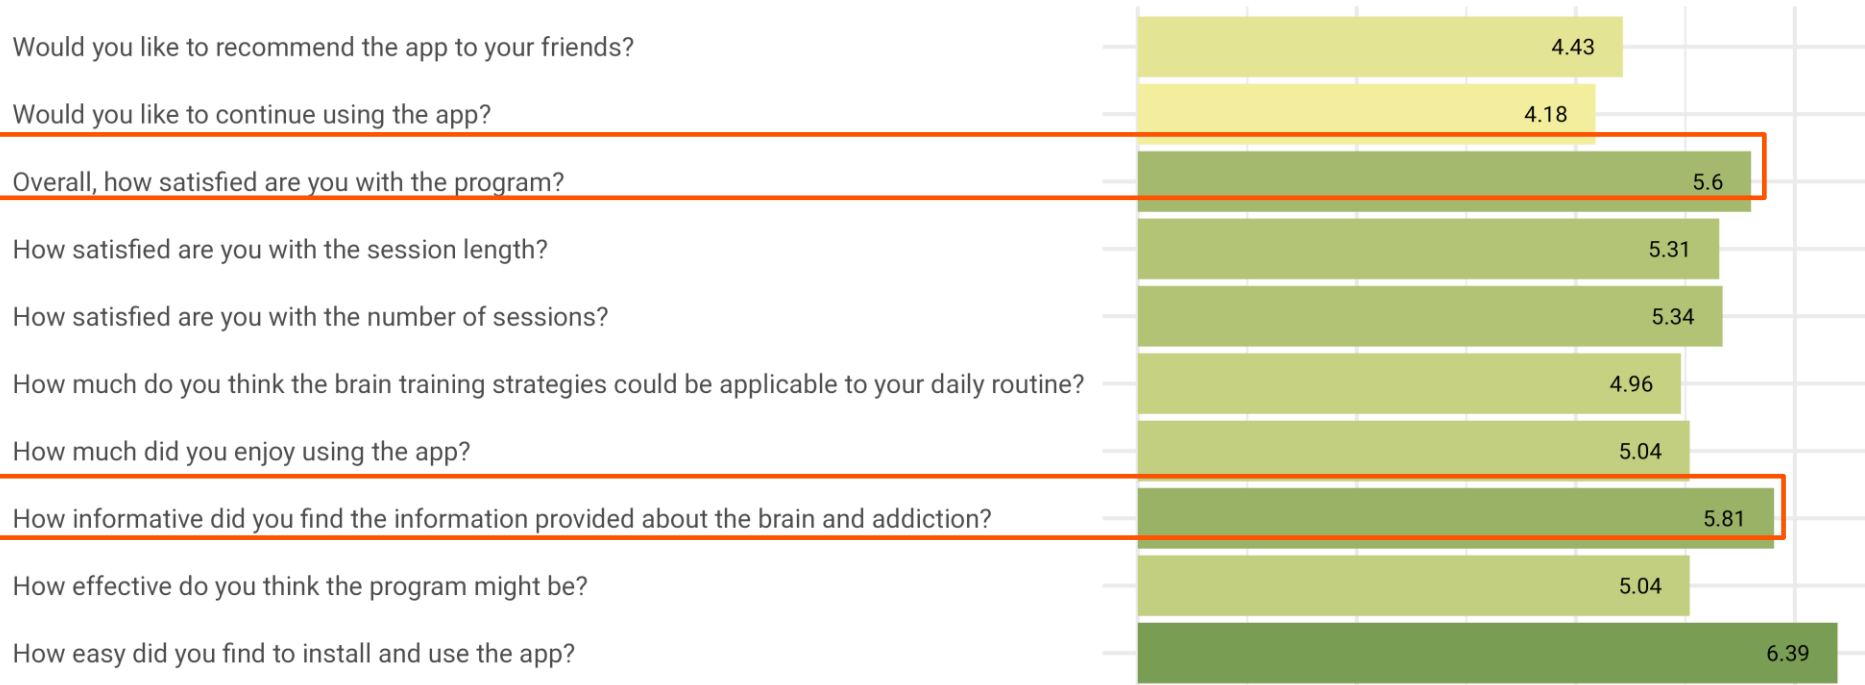 Would you like to recommend the app to your friends? 4.43
Would you like to continue using the app? 4.18
Overall, how satisfied are you with the program? 5.6
How satisfied are you with the session length? 5.31
How satisfied are you with the number of sessions? 5.34
How much do you think the brain training strategies could be applicable to your daily routine? 4.96
How much did you enjoy using the app? 5.04
How informative did you find the information provided about the brain and addiction? 5.81
How effective do you think the program might be? 5.04
How easy did you find to install and use the app? 6.39